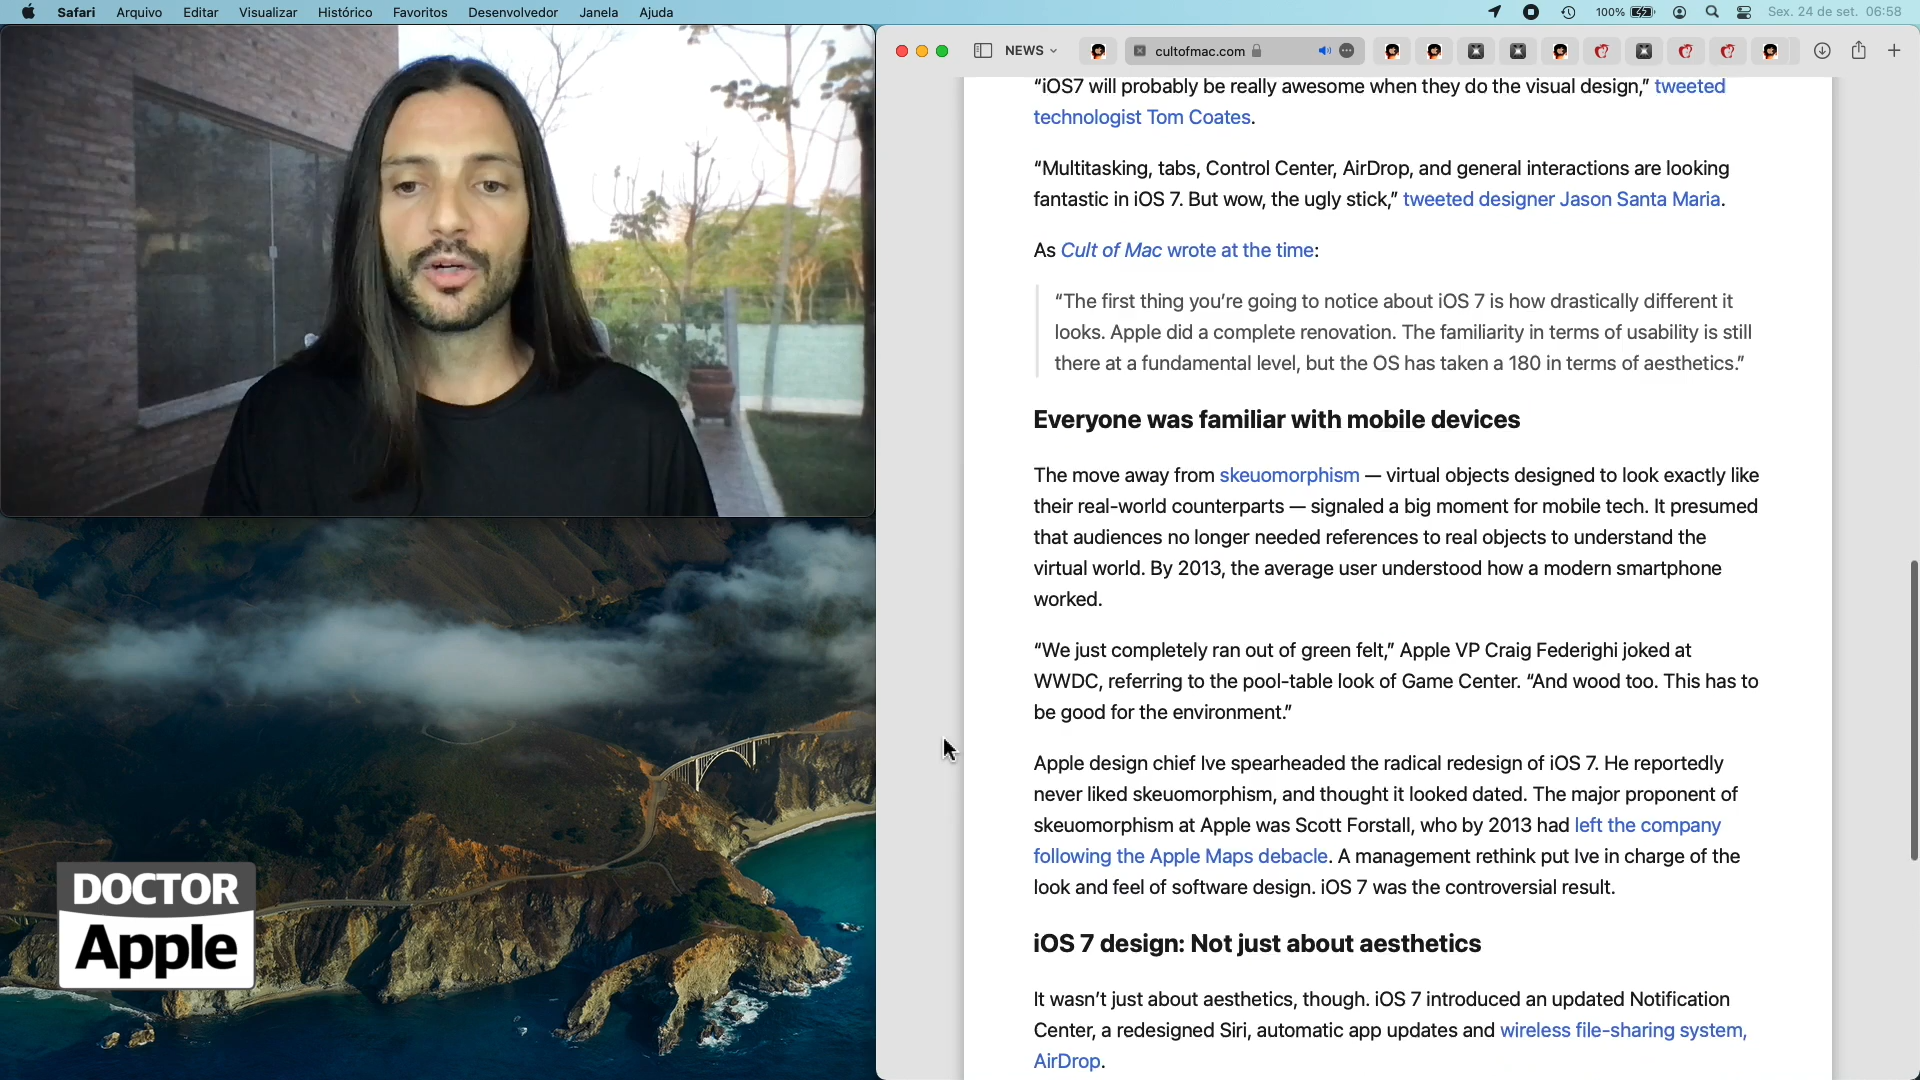 Safari Arquivo Editar Visualizar Histórico Favoritos Desenvolvedor Janela Ajuda 100% Sex. 24 de set. 06:58
NEWS cultofmac.com
“iOS7 will probably be really awesome when they do the visual design,” tweeted
technologist Tom Coates.
“Multitasking, tabs, Control Center, AirDrop, and general interactions are looking
fantastic in iOS 7. But wow, the ugly stick,” tweeted designer Jason Santa Maria.
As Cult of Mac wrote at the time:
“The first thing you’re going to notice about iOS 7 is how drastically different it
looks. Apple did a complete renovation. The familiarity in terms of usability is still
there at a fundamental level, but the OS has taken a 180 in terms of aesthetics.”
Everyone was familiar with mobile devices
The move away from skeuomorphism — virtual objects designed to look exactly like
their real-world counterparts — signaled a big moment for mobile tech. It presumed
that audiences no longer needed references to real objects to understand the
virtual world. By 2013, the average user understood how a modern smartphone
worked.
“We just completely ran out of green felt,” Apple VP Craig Federighi joked at
WWDC, referring to the pool-table look of Game Center. “And wood too. This has to
be good for the environment.”
Apple design chief Ive spearheaded the radical redesign of iOS 7. He reportedly
never liked skeuomorphism, and thought it looked dated. The major proponent of
skeuomorphism at Apple was Scott Forstall, who by 2013 had left the company
following the Apple Maps debacle. A management rethink put Ive in charge of the
look and feel of software design. iOS 7 was the controversial result.
iOS 7 design: Not just about aesthetics
It wasn’t just about aesthetics, though. iOS 7 introduced an updated Notification
Center, a redesigned Siri, automatic app updates and wireless file-sharing system,
AirDrop.
DOCTOR
Apple